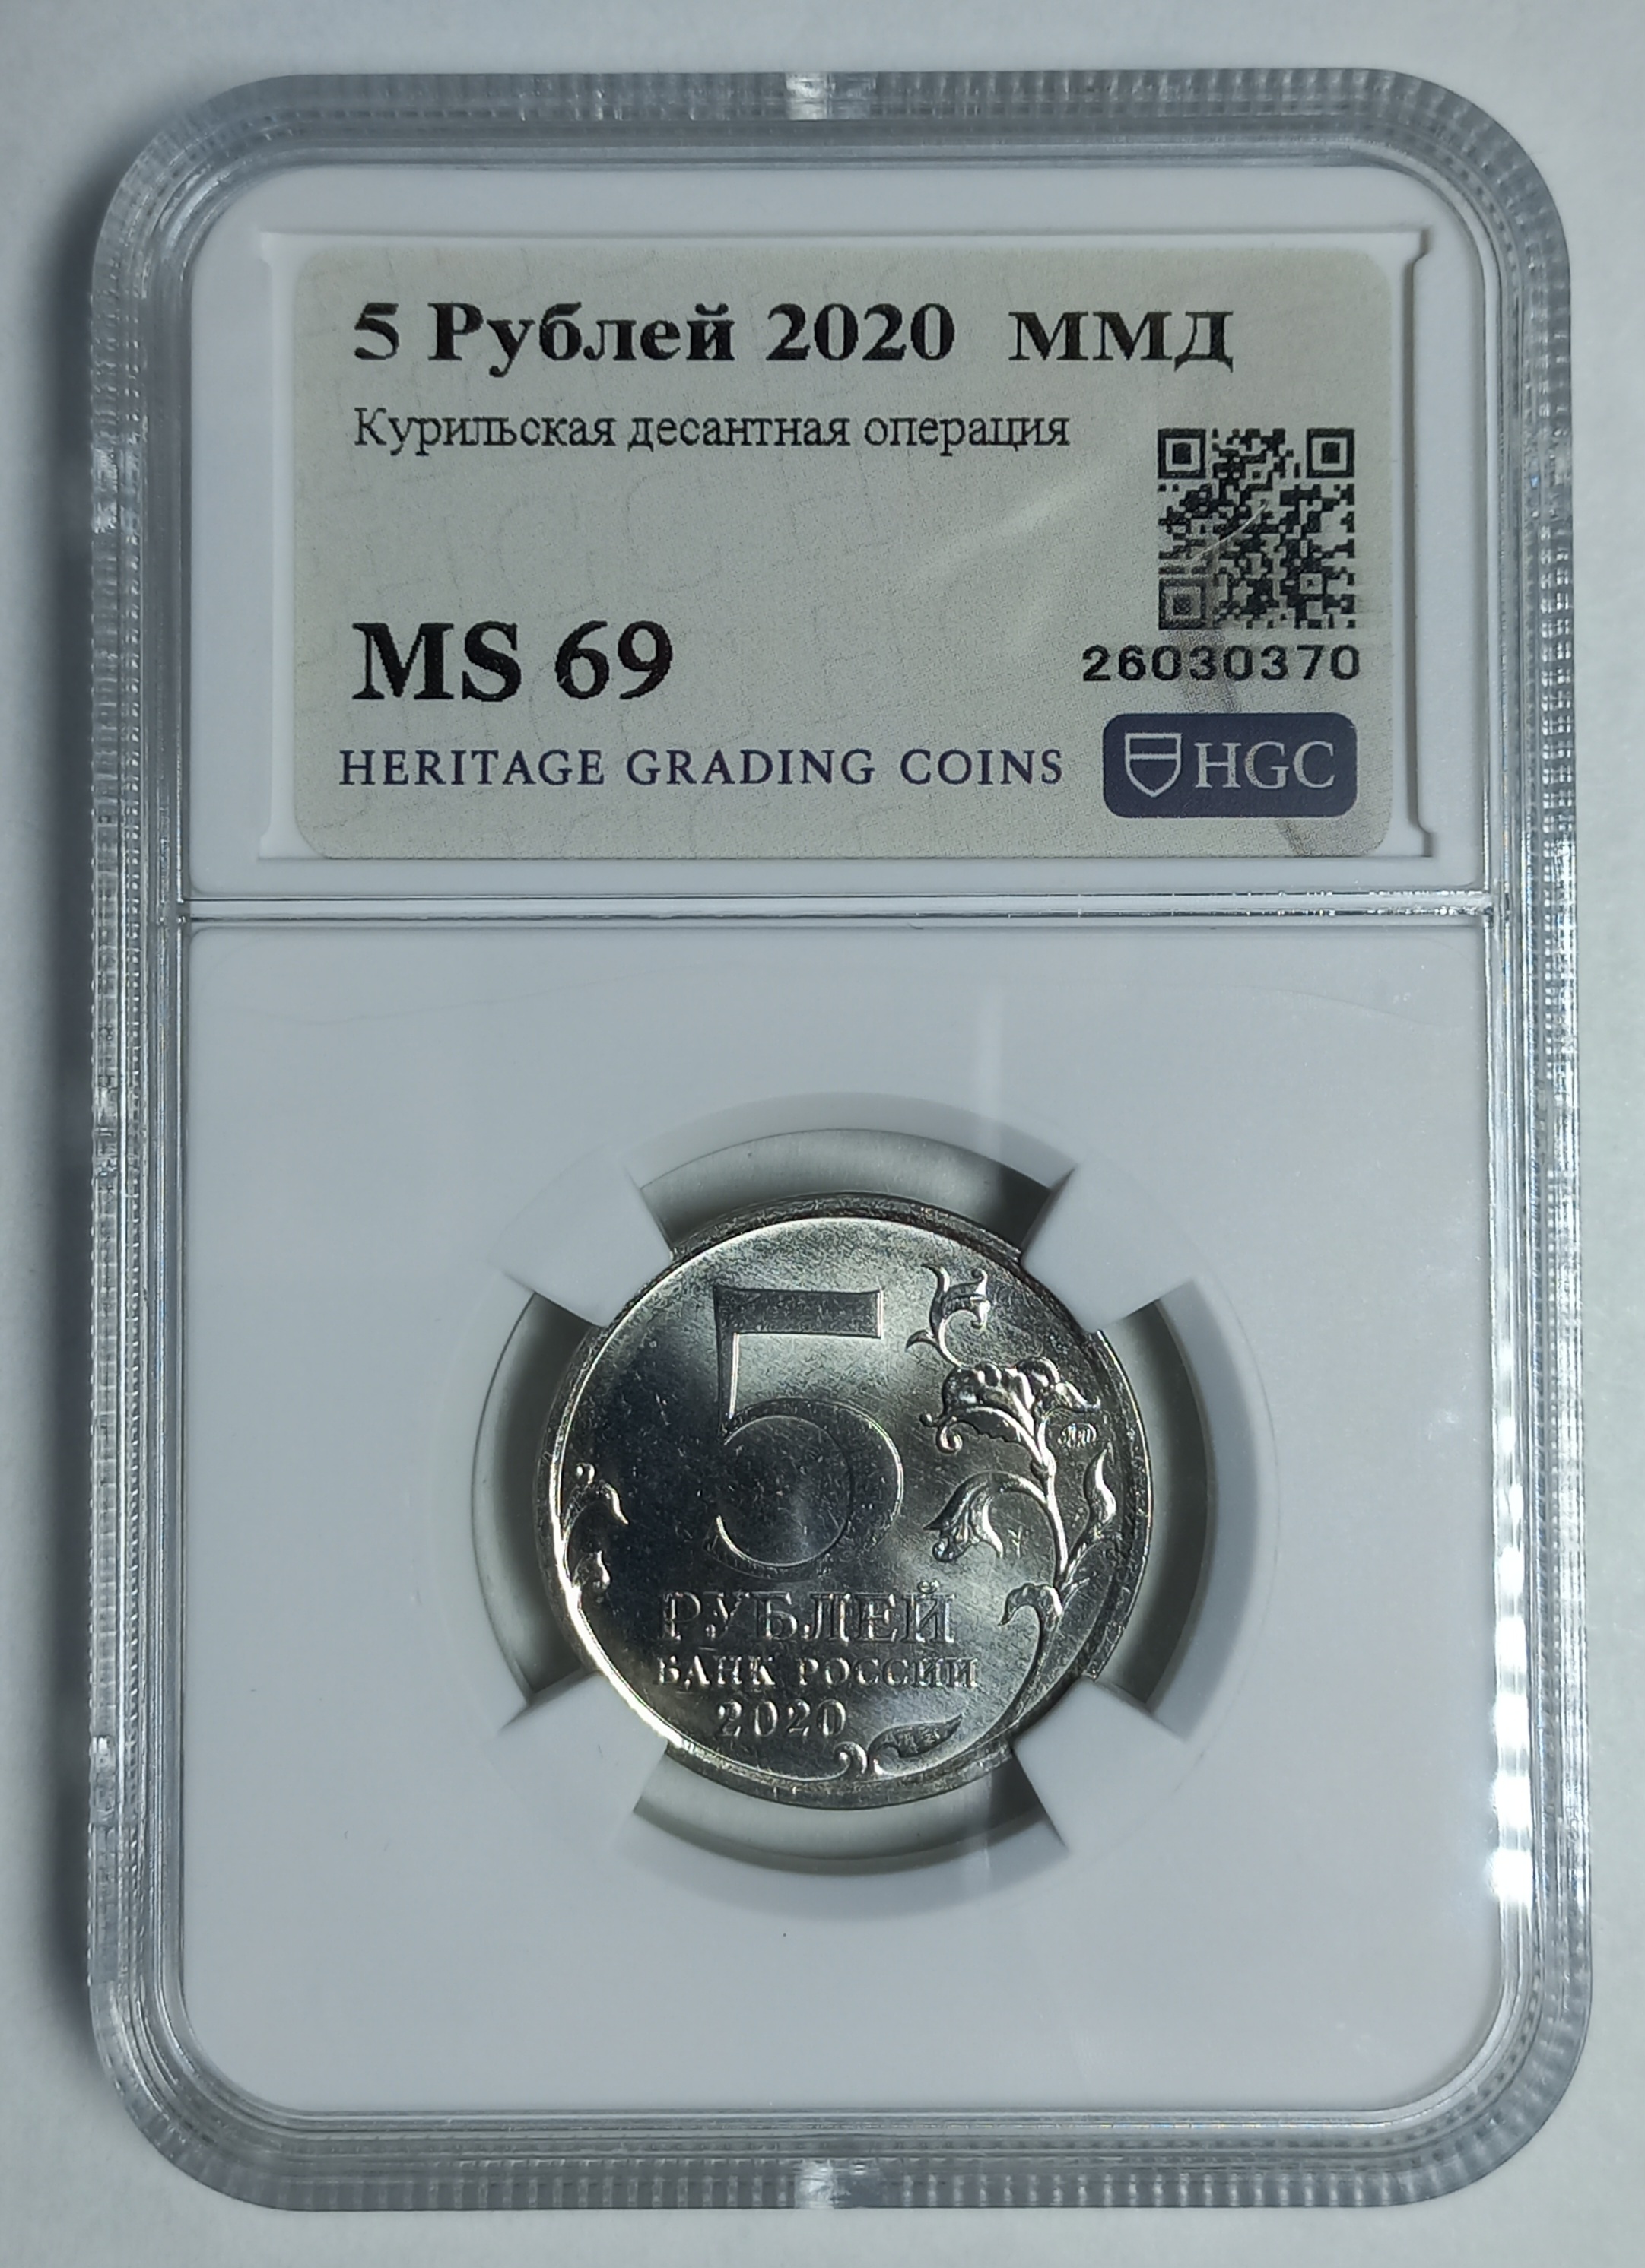 5 Рублей 2020 ММД
Курильская десантная операция
MS 69
26030370
HERITAGE GRADING COINS HGC
5
РУБЛЕЙ
БАНК РОССИИ
2020